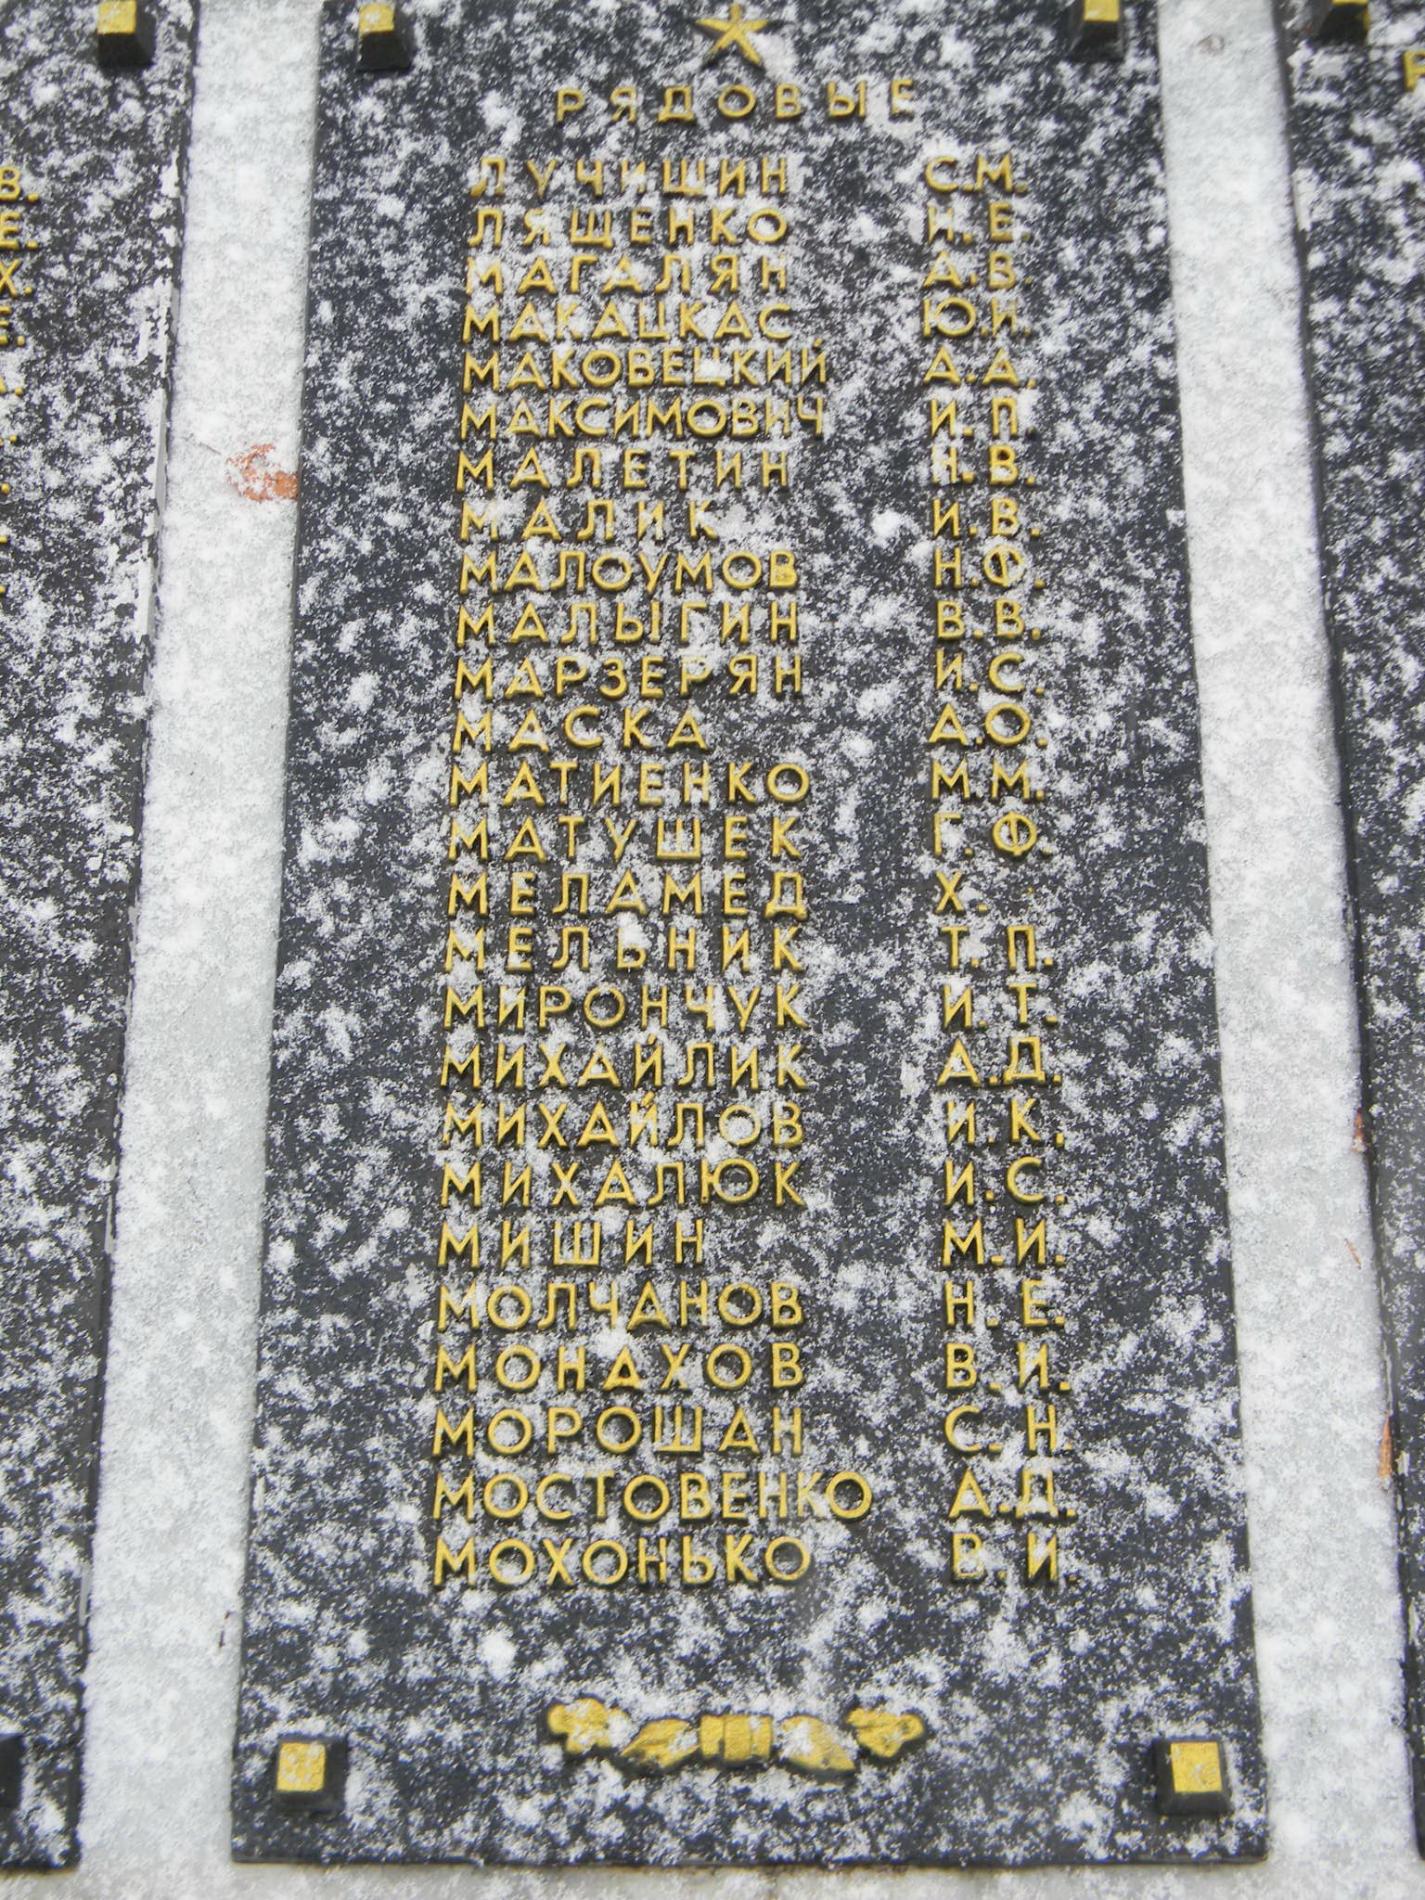 РЯДОВЫЕ
ЛУЧИШИН С.М.
ЛЯЩЕНКО Н.Е.
МАГАЛЯН А.В.
МАКАЦКАС Ю.И.
МАКОВЕЦКИЙ А.А.
МАКСИМОВИЧ И.П.
МАЛЕТИН Н.В.
МАЛИК И.В.
МАЛОУМОВ Н.Ф.
МАЛЫГИН В.В.
МАРЗЕРЯН И.С.
МАСКА А.О.
МАТИЕНКО М.М.
МАТУШЕК Г.Ф.
МЕЛАМЕД Х.
МЕЛЬНИК Т.П.
МИРОНЧУК И.Т.
МИХАЙЛИК А.Д.
МИХАЙЛОВ И.К.
МИХАЛЮК И.С.
МИШИН М.И.
МОЛЧАНОВ Н.Е.
МОНАХОВ В.И.
МОРОШАН С.Н.
МОСТОВЕНКО А.Д.
МОХОНЬКО В.И.